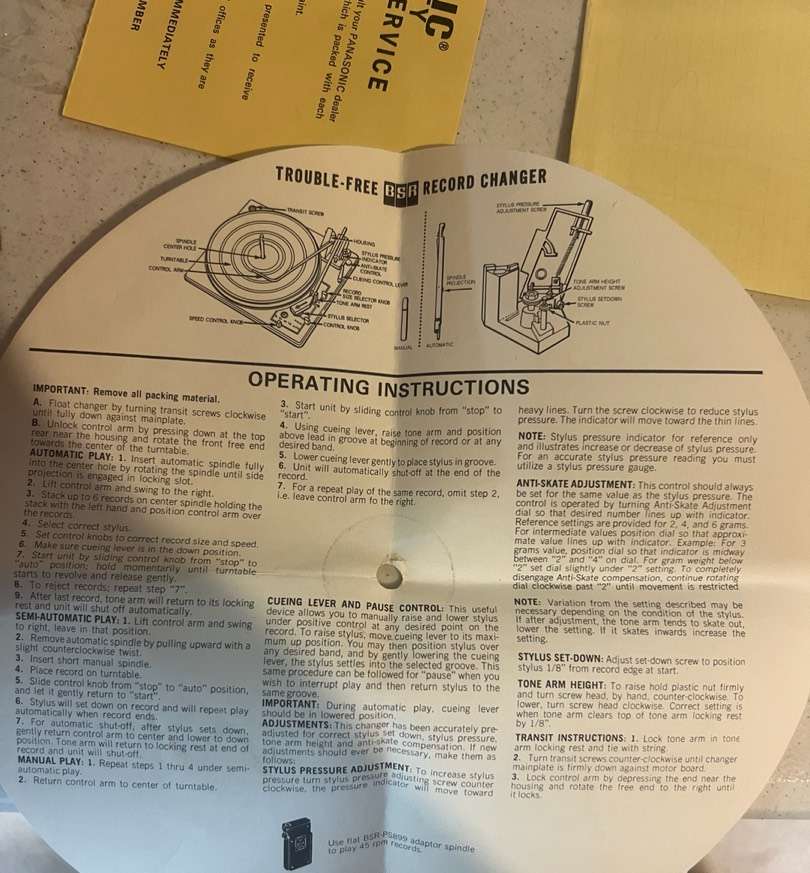 IC®
Y
SERVICE
lt your PANASONIC dealer
hich is packed with each
int.
presented to receive
offices as they are
MMEDIATELY
MBER
TROUBLE-FREE BSR RECORD CHANGER
TRANSIT SCREW
SPINDLE
CENTER HOLE
TURNTABLE
CONTROL ARM
SPEED CONTROL KNOB
HOUSING
STYLUS PRESSURE
INDICATOR
ANTI-SKATE
CONTROL
CUEING CONTROL LEVER
RECORD
SIZE SELECTOR KNOB
TONE ARM REST
STYLUS SELECTOR
CONTROL KNOB
MANUAL
AUTOMATIC
SPINDLE
PROJECTION
STYLUS PRESSURE
ADJUSTMENT SCREW
TONE ARM HEIGHT
ADJUSTMENT SCREW
STYLUS SETDOWN
SCREW
PLASTIC NUT
OPERATING INSTRUCTIONS
IMPORTANT: Remove all packing material.
A. Float changer by turning transit screws clockwise
until fully down against mainplate.
B. Unlock control arm by pressing down at the top
rear near the housing and rotate the front free end
towards the center of the turntable.
AUTOMATIC PLAY: 1. Insert automatic spindle fully
into the center hole by rotating the spindle until side
projection is engaged in locking slot.
2. Lift control arm and swing to the right.
3. Stack up to 6 records on center spindle holding the
stack with the left hand and position control arm over
the records.
4. Select correct stylus.
5. Set control knobs to correct record size and speed.
6. Make sure cueing lever is in the down position.
7. Start unit by sliding control knob from "stop" to
"auto" position; hold momentarily until turntable
starts to revolve and release gently.
8. To reject records; repeat step "7".
9. After last record, tone arm will return to its locking
rest and unit will shut off automatically.
SEMI-AUTOMATIC PLAY: 1. Lift control arm and swing
to right, leave in that position.
2. Remove automatic spindle by pulling upward with a
slight counterclockwise twist.
3. Insert short manual spindle.
4. Place record on turntable.
5. Slide control knob from "stop" to "auto" position,
and let it gently return to "start".
6. Stylus will set down on record and will repeat play
automatically when record ends.
7. For automatic shut-off, after stylus sets down,
gently return control arm to center and lower to down
position. Tone arm will return to locking rest at end of
record and unit will shut-off.
MANUAL PLAY: 1. Repeat steps 1 thru 4 under semi-
automatic play.
2. Return control arm to center of turntable.
3. Start unit by sliding control knob from "stop" to
"start".
4. Using cueing lever, raise tone arm and position
above lead in groove at beginning of record or at any
desired band.
5. Lower cueing lever gently to place stylus in groove.
6. Unit will automatically shut-off at the end of the
record.
7. For a repeat play of the same record, omit step 2,
i.e. leave control arm to the right.
CUEING LEVER AND PAUSE CONTROL: This useful
device allows you to manually raise and lower stylus
under positive control at any desired point on the
record. To raise stylus, move cueing lever to its maxi-
mum up position. You may then position stylus over
any desired band, and by gently lowering the cueing
lever, the stylus settles into the selected groove. This
same procedure can be followed for "pause" when you
wish to interrupt play and then return stylus to the
same groove.
IMPORTANT: During automatic play, cueing lever
should be in lowered position.
ADJUSTMENTS: This changer has been accurately pre-
adjusted for correct stylus set down, stylus pressure,
tone arm height and anti-skate compensation. If new
adjustments should ever be necessary, make them as
follows:
STYLUS PRESSURE ADJUSTMENT: To increase stylus
pressure turn stylus pressure adjusting screw counter
clockwise, the pressure indicator will move toward
heavy lines. Turn the screw clockwise to reduce stylus
pressure. The indicator will move toward the thin lines.
NOTE: Stylus pressure indicator for reference only
and illustrates increase or decrease of stylus pressure.
For an accurate stylus pressure reading you must
utilize a stylus pressure gauge.
ANTI-SKATE ADJUSTMENT: This control should always
be set for the same value as the stylus pressure. The
control is operated by turning Anti-Skate Adjustment
dial so that desired number lines up with indicator.
Reference settings are provided for 2, 4, and 6 grams.
For intermediate values position dial so that approxi-
mate value lines up with indicator. Example: For 3
grams value, position dial so that indicator is midway
between "2" and "4" on dial. For gram weight below
"2" set dial slightly under "2" setting. To completely
disengage Anti-Skate compensation, continue rotating
dial clockwise past "2" until movement is restricted
NOTE: Variation from the setting described may be
necessary depending on the condition of the stylus.
If after adjustment, the tone arm tends to skate out,
lower the setting. If it skates inwards increase the
setting.
STYLUS SET-DOWN: Adjust set-down screw to position
stylus 1/8" from record edge at start.
TONE ARM HEIGHT: To raise hold plastic nut firmly
and turn screw head, by hand, counter-clockwise. To
lower, turn screw head clockwise. Correct setting is
when tone arm clears top of tone arm locking rest
by 1/8".
TRANSIT INSTRUCTIONS: 1. Lock tone arm in tone
arm locking rest and tie with string.
2. Turn transit screws counter-clockwise until changer
mainplate is firmly down against motor board.
3. Lock control arm by depressing the end near the
housing and rotate the free end to the right until
it locks.
Use flat BSR-PS899 adaptor spindle
to play 45 rpm records.